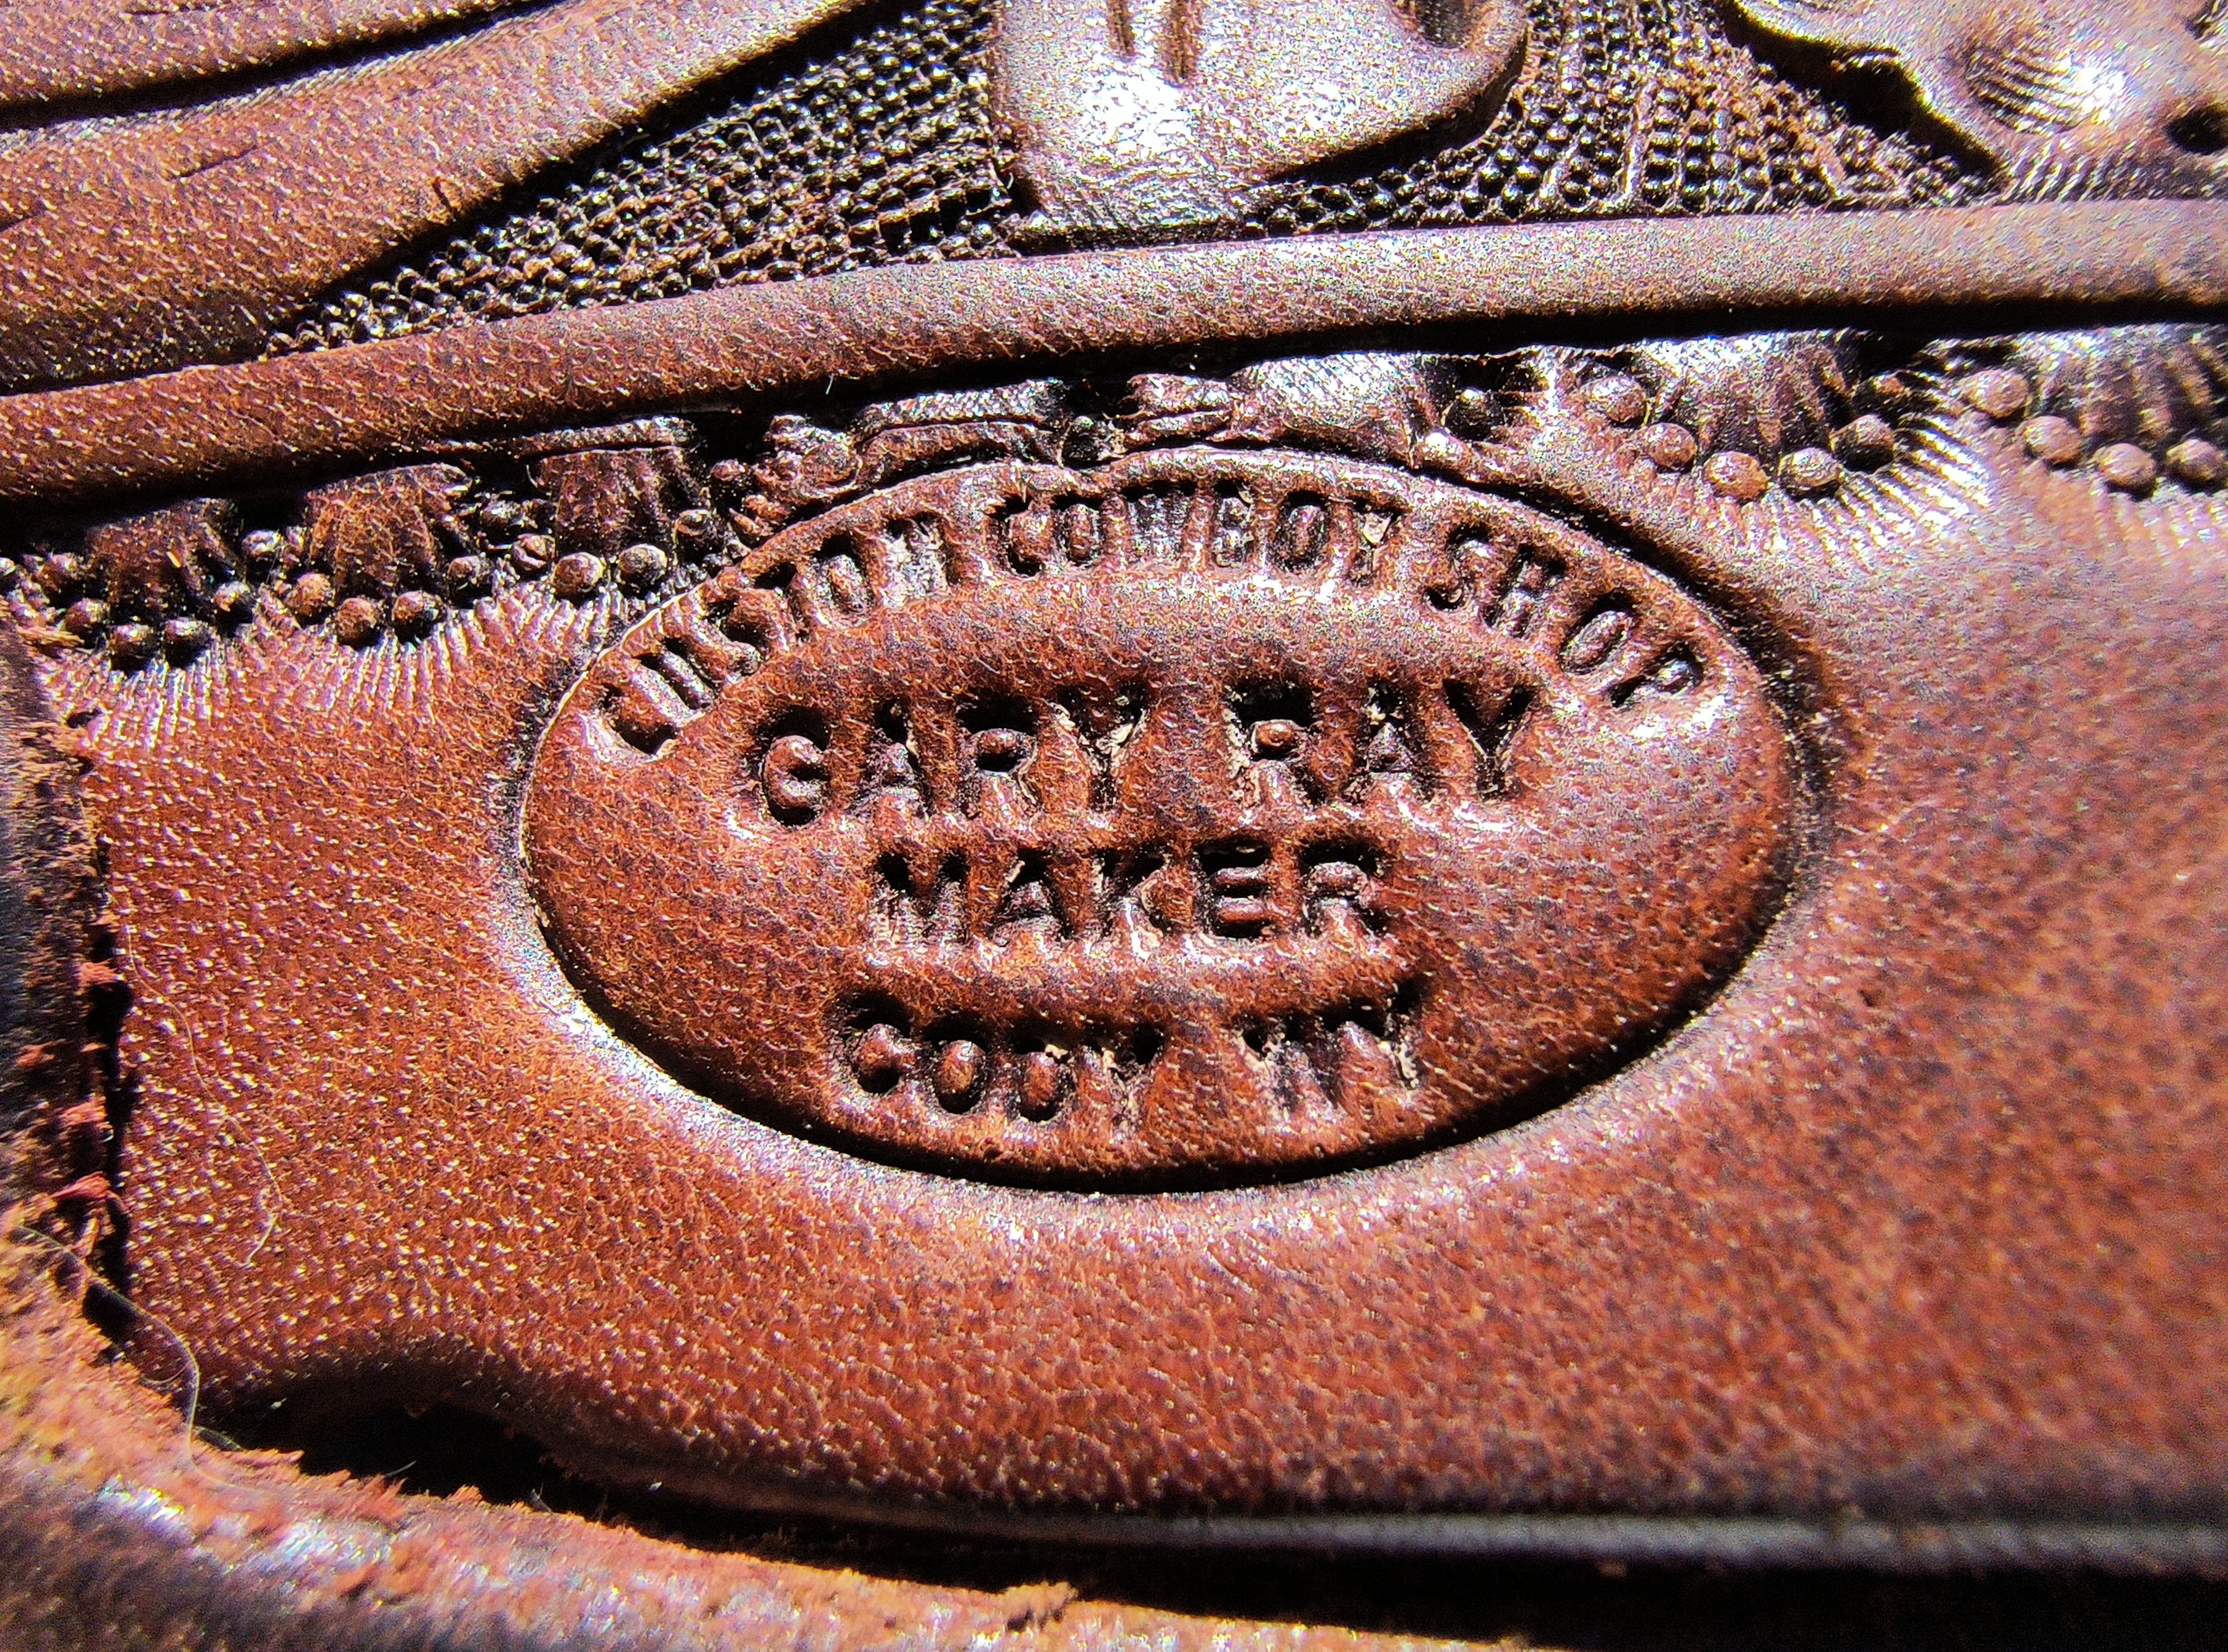 CUSTOM COWBOY SHOP
GARY RAY
MAKER
CODY WY